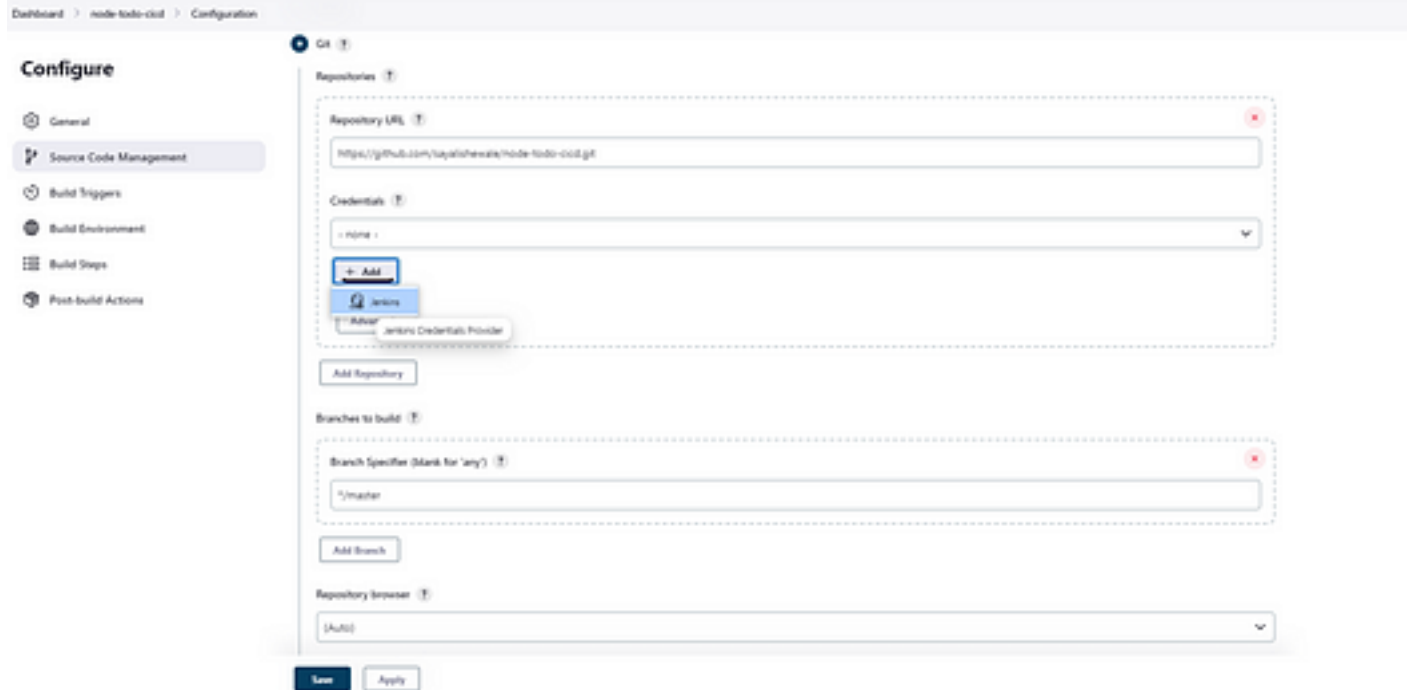 Dashboard > node-todo-cicd > Configuration
Configure
General
Source Code Management
Build Triggers
Build Environment
Build Steps
Post-build Actions
Git ?
Repositories ?
Repository URL ?
https://github.com/sayalishewale/node-todo-cicd.git
Credentials ?
- none -
+ Add
Jenkins
Advan
Jenkins Credentials Provider
Add Repository
Branches to build ?
Branch Specifier (blank for 'any') ?
*/master
Add Branch
Repository browser ?
(Auto)
Save
Apply